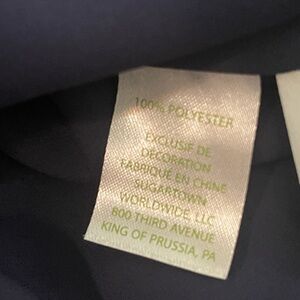 100% POLYESTER
EXCLUSIF DE
DÉCORATION
FABRIQUÉ EN CHINE
SUGARTOWN
WORLDWIDE, LLC
800 THIRD AVENUE
KING OF PRUSSIA, PA